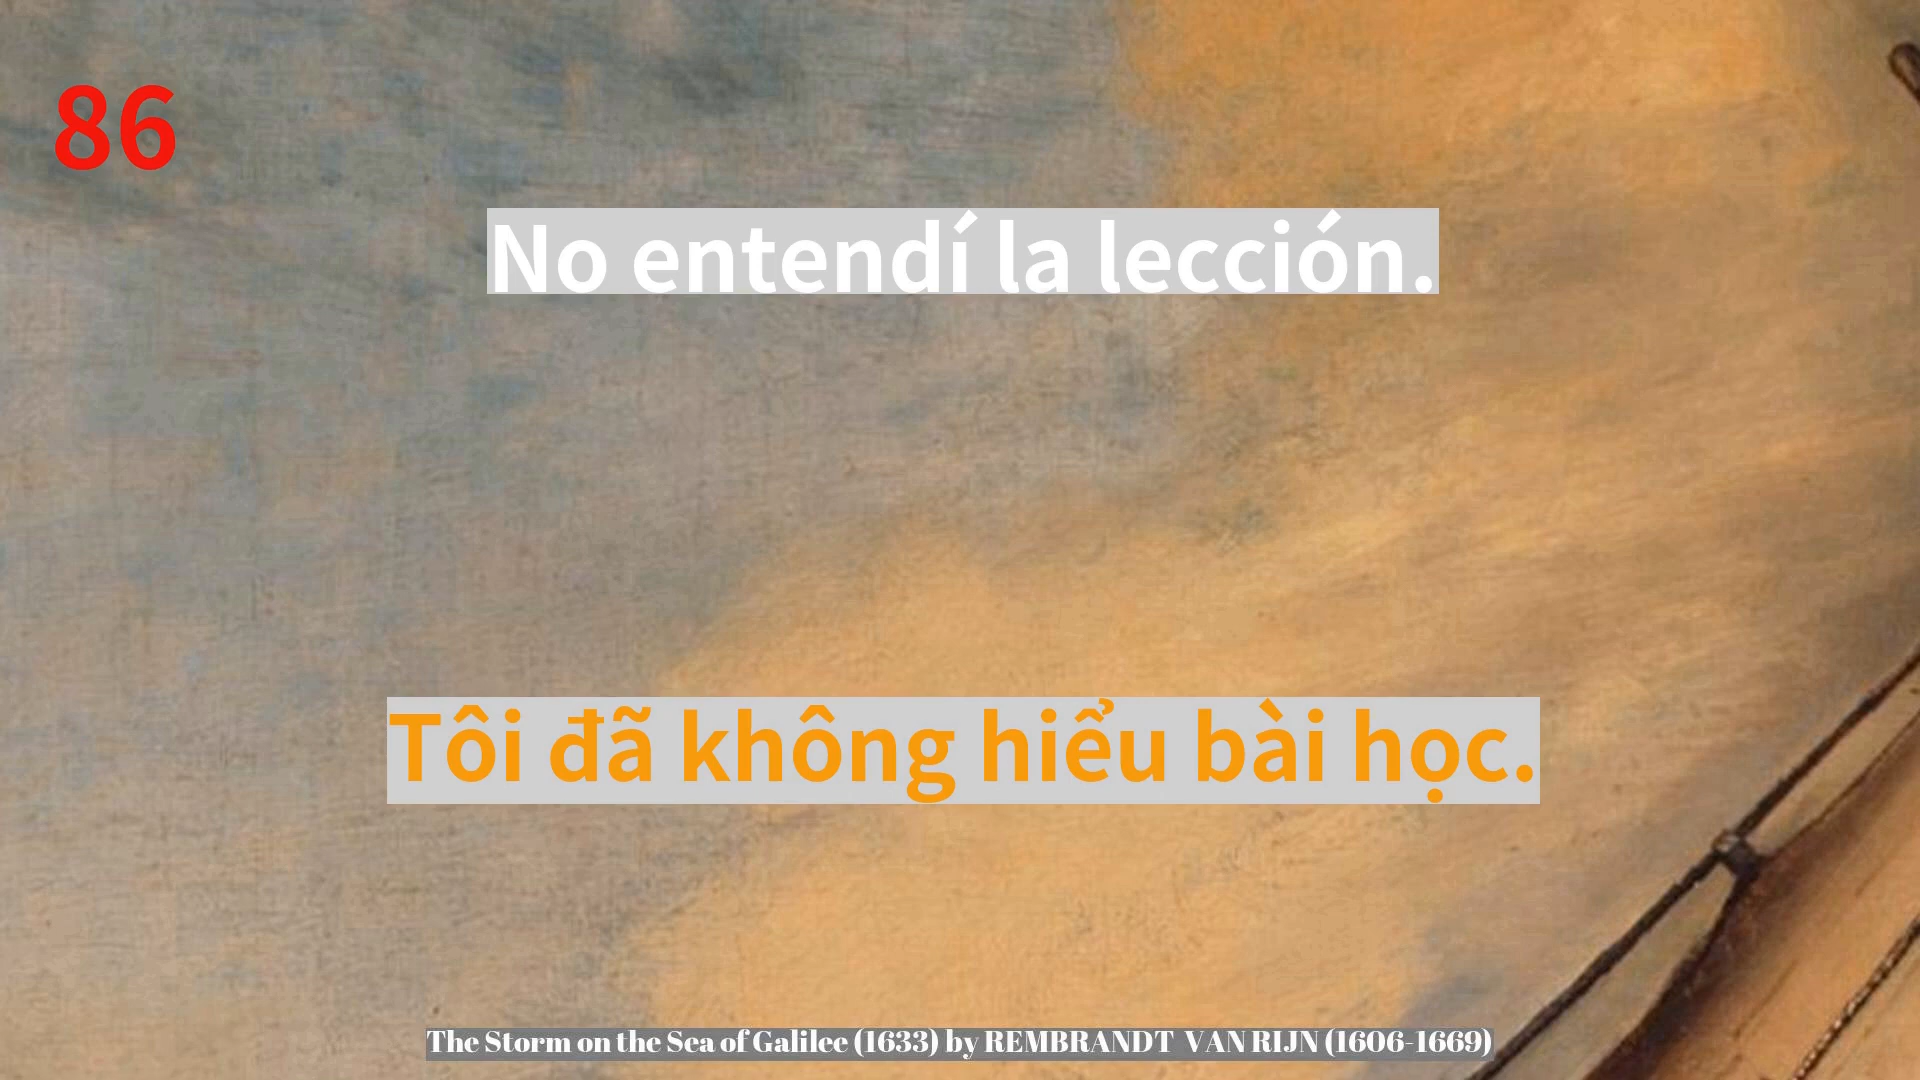 86
No entendí la lección.
Tôi đã không hiểu bài học.
The Storm on the Sea of Galilee (1633) by REMBRANDT VAN RIJN (1606-1669)